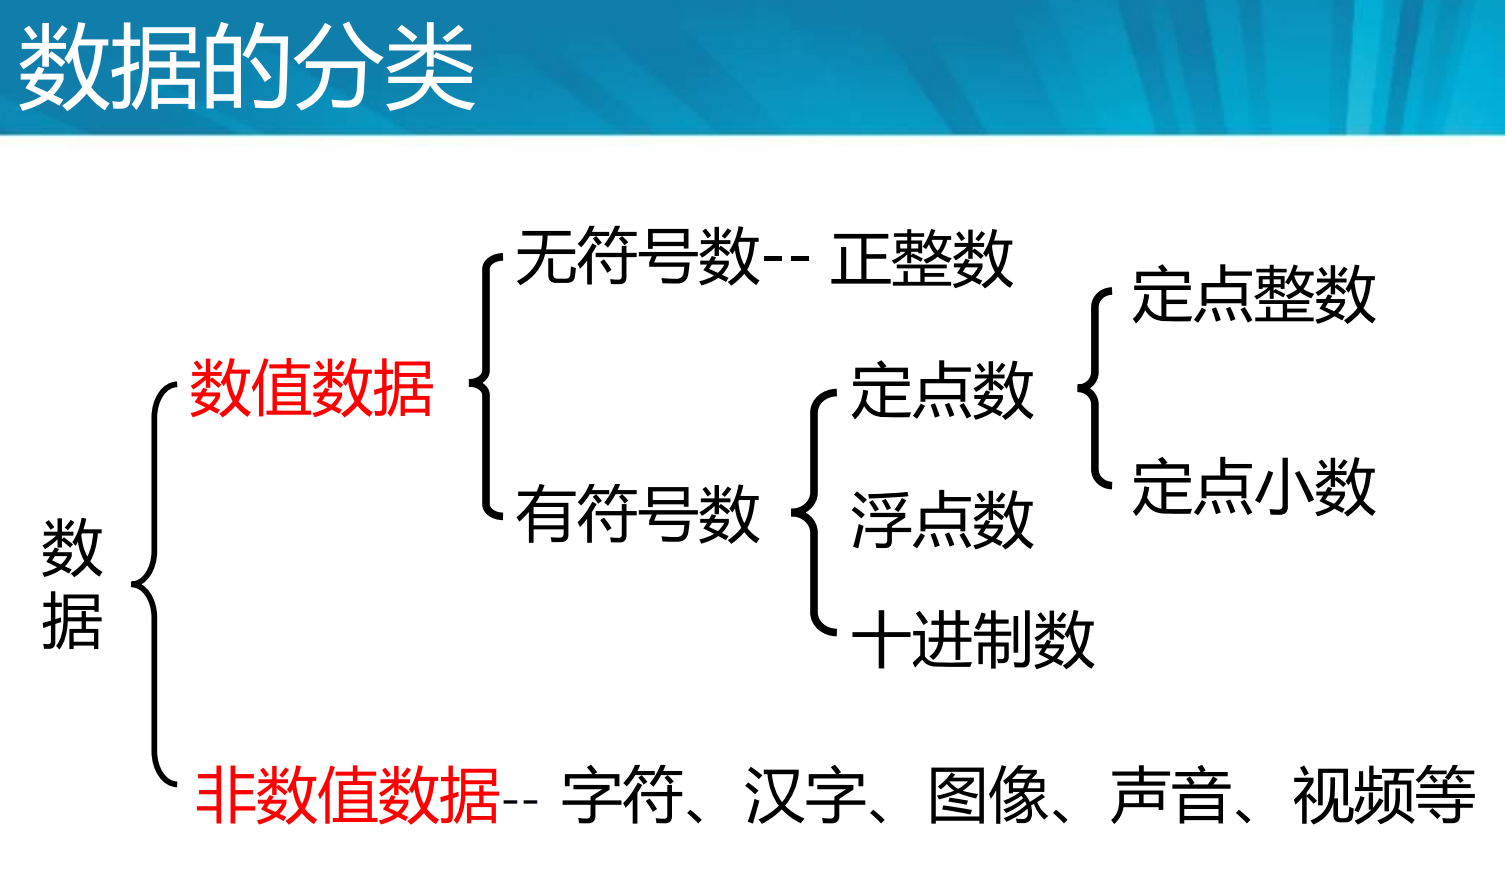 数据的分类
无符号数-- 正整数
定点整数
数值数据
定点数
定点小数
有符号数
浮点数
数据
十进制数
非数值数据-- 字符、汉字、图像、声音、视频等